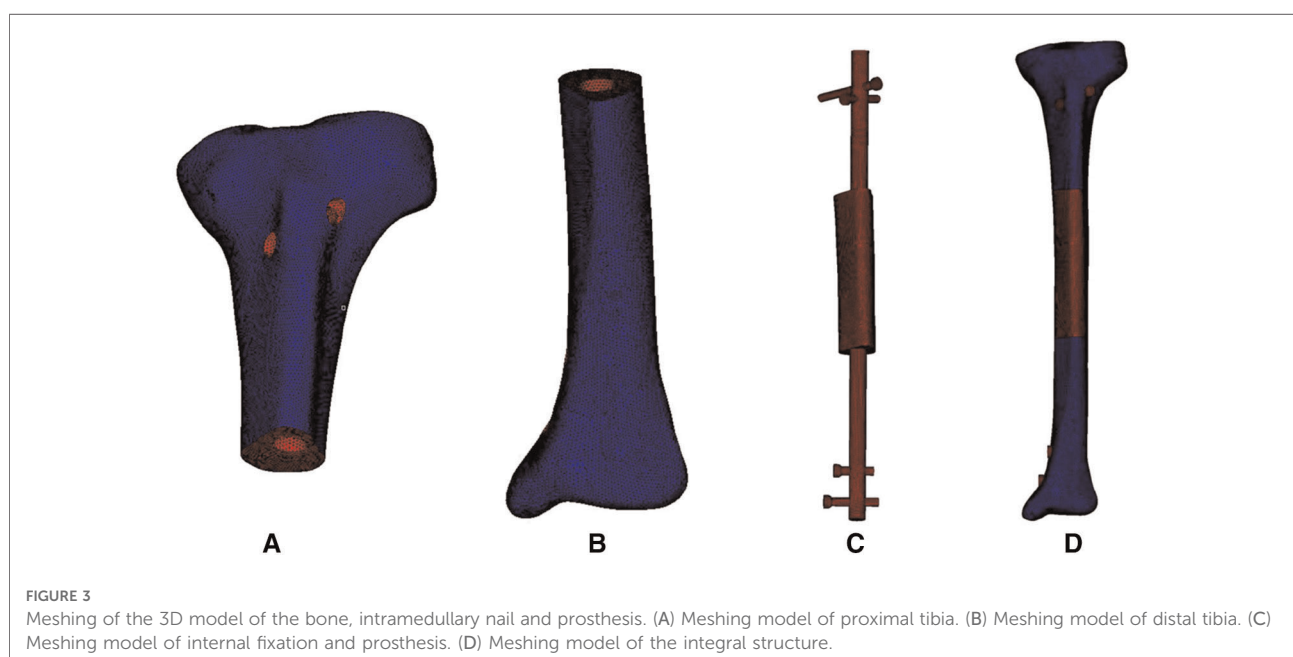 A
B
C
D
FIGURE 3
Meshing of the 3D model of the bone, intramedullary nail and prosthesis. (A) Meshing model of proximal tibia. (B) Meshing model of distal tibia. (C)
Meshing model of internal fixation and prosthesis. (D) Meshing model of the integral structure.